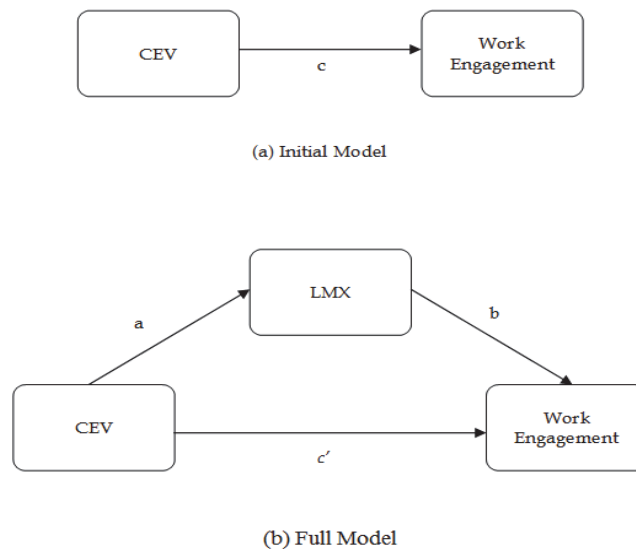 CEV
Work
Engagement
c
(a) Initial Model
LMX
a
b
CEV
Work
Engagement
c′
(b) Full Model